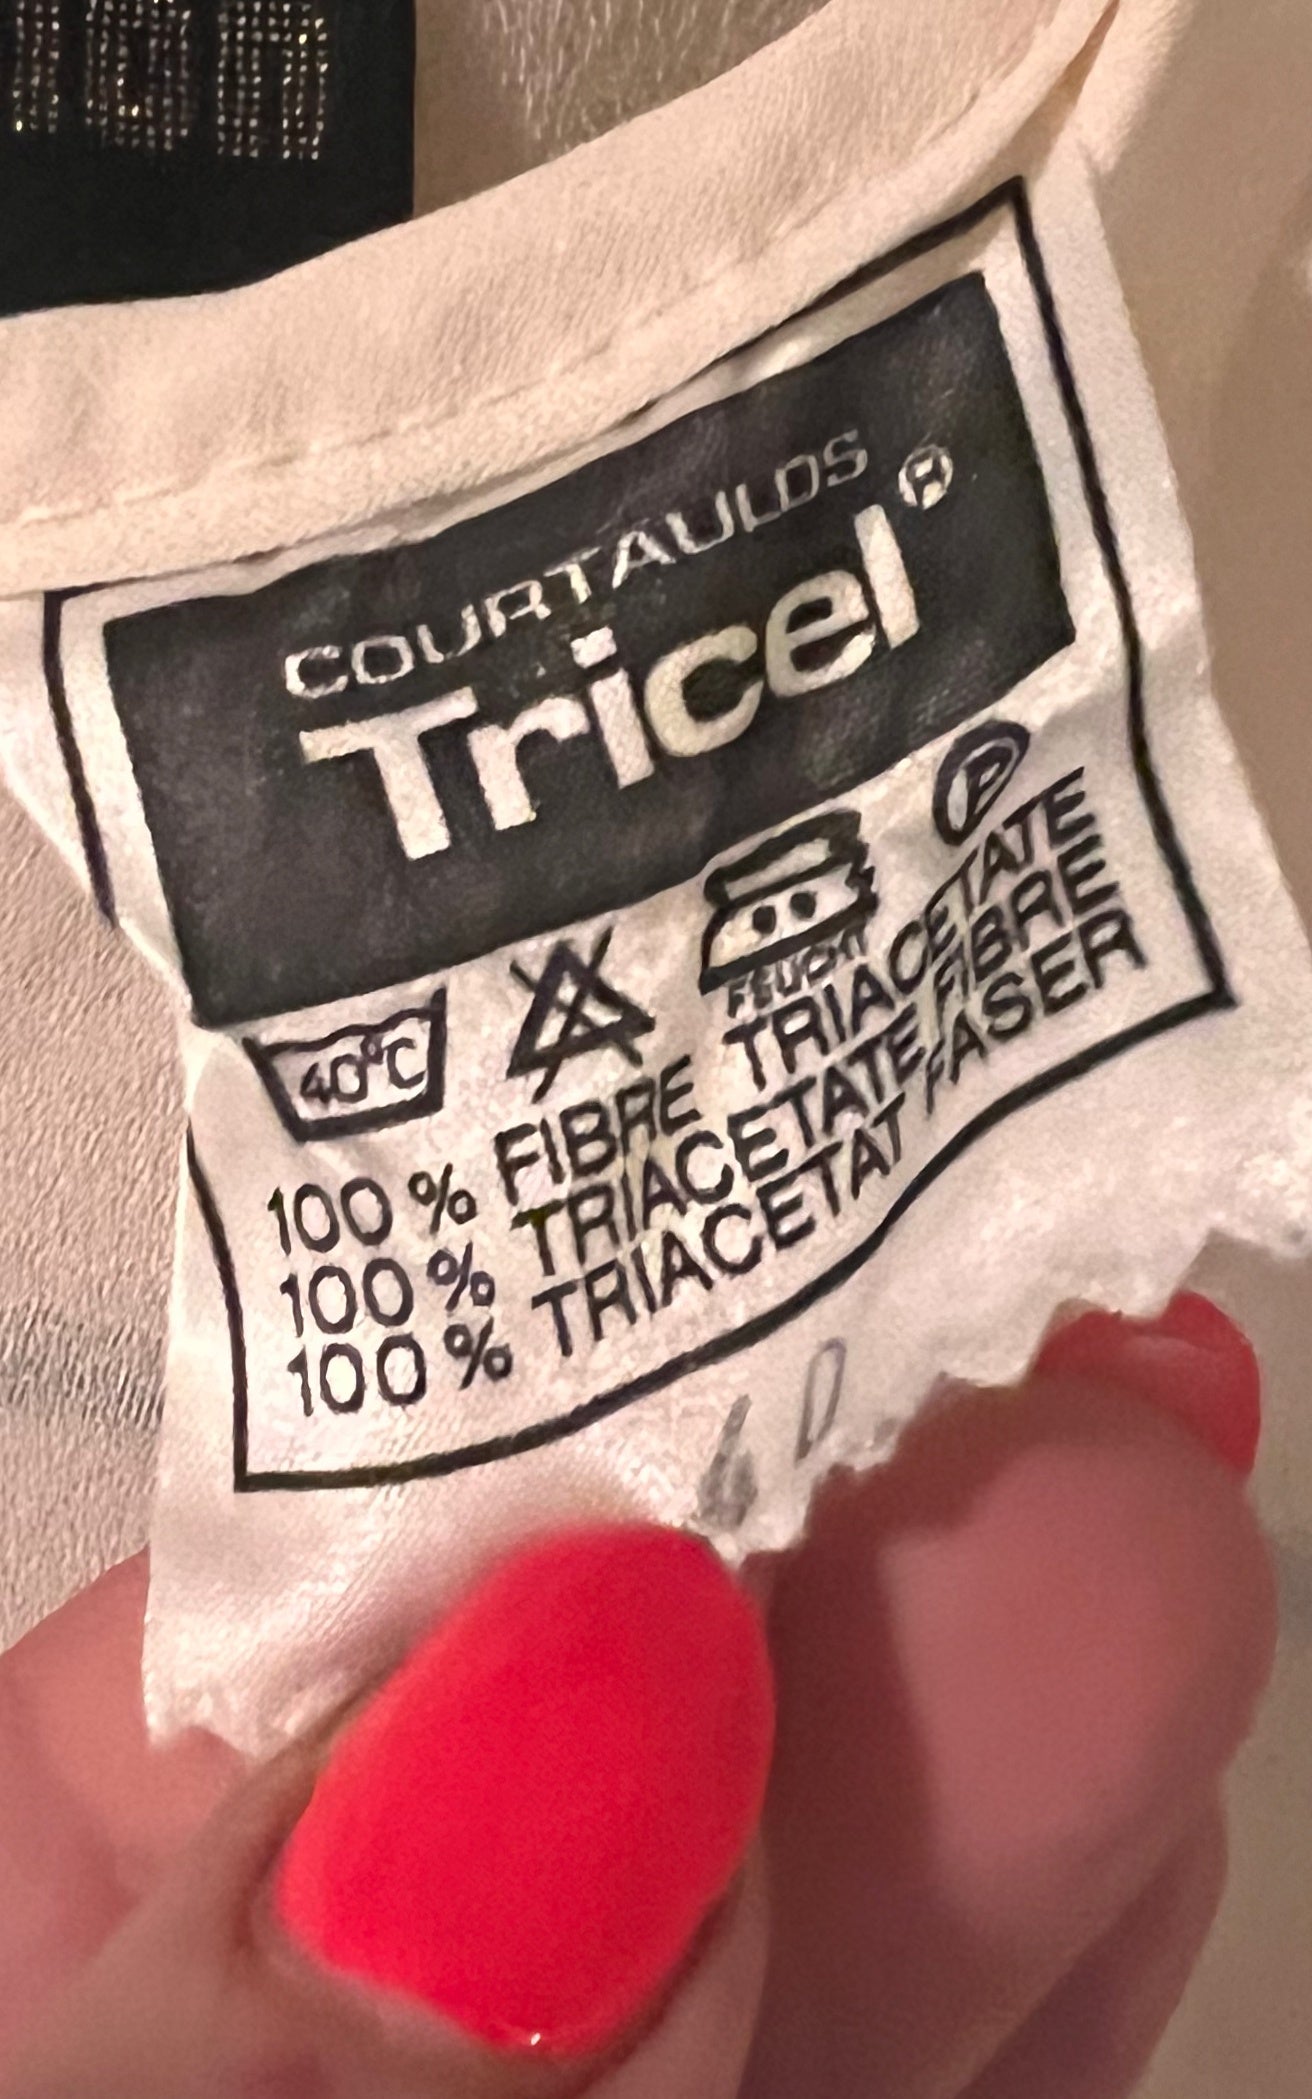 COURTAULDS
Tricel ®
40°C
FEUCHT
P
100 % FIBRE TRIACETATE
100 % TRIACETATE FIBRE
100 % TRIACETAT FASER